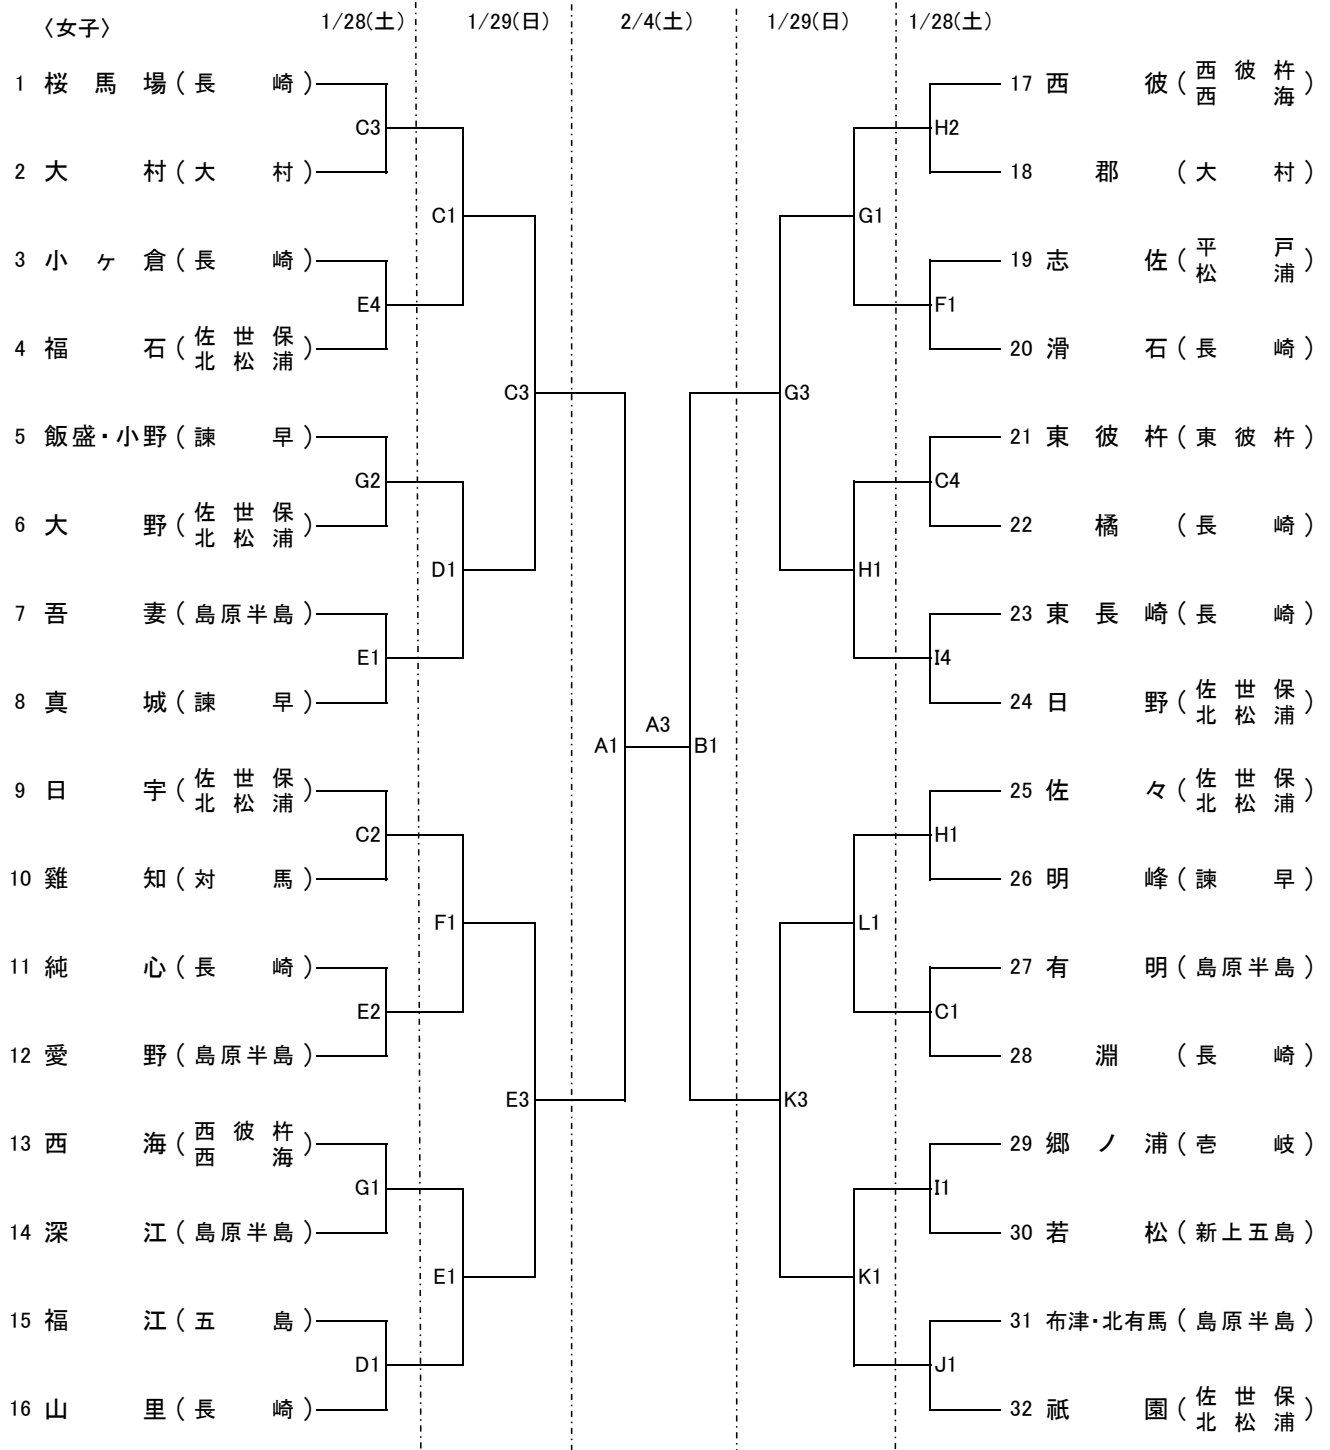 〈女子〉
1/28(土) 1/29(日) 2/4(土) 1/29(日) 1/28(土)
1 桜馬場(長崎)
C3
2 大村(大村)
C1
3 小ヶ倉(長崎)
E4
4 福石(佐世保北松浦)
C3
5 飯盛・小野(諫早)
G2
6 大野(佐世保北松浦)
D1
7 吾妻(島原半島)
E1
8 真城(諫早)
A1
9 日宇(佐世保北松浦)
C2
10 雞知(対馬)
F1
11 純心(長崎)
E2
12 愛野(島原半島)
E3
13 西海(西彼杵西海)
G1
14 深江(島原半島)
E1
15 福江(五島)
D1
16 山里(長崎)
A3
17 西彼(西彼杵西海)
H2
18 郡(大村)
G1
19 志佐(平戸松浦)
F1
20 滑石(長崎)
G3
21 東彼杵(東彼杵)
C4
22 橘(長崎)
H1
23 東長崎(長崎)
I4
24 日野(佐世保北松浦)
B1
25 佐々(佐世保北松浦)
H1
26 明峰(諫早)
L1
27 有明(島原半島)
C1
28 淵(長崎)
K3
29 郷ノ浦(壱岐)
I1
30 若松(新上五島)
K1
31 布津・北有馬(島原半島)
J1
32 祇園(佐世保北松浦)